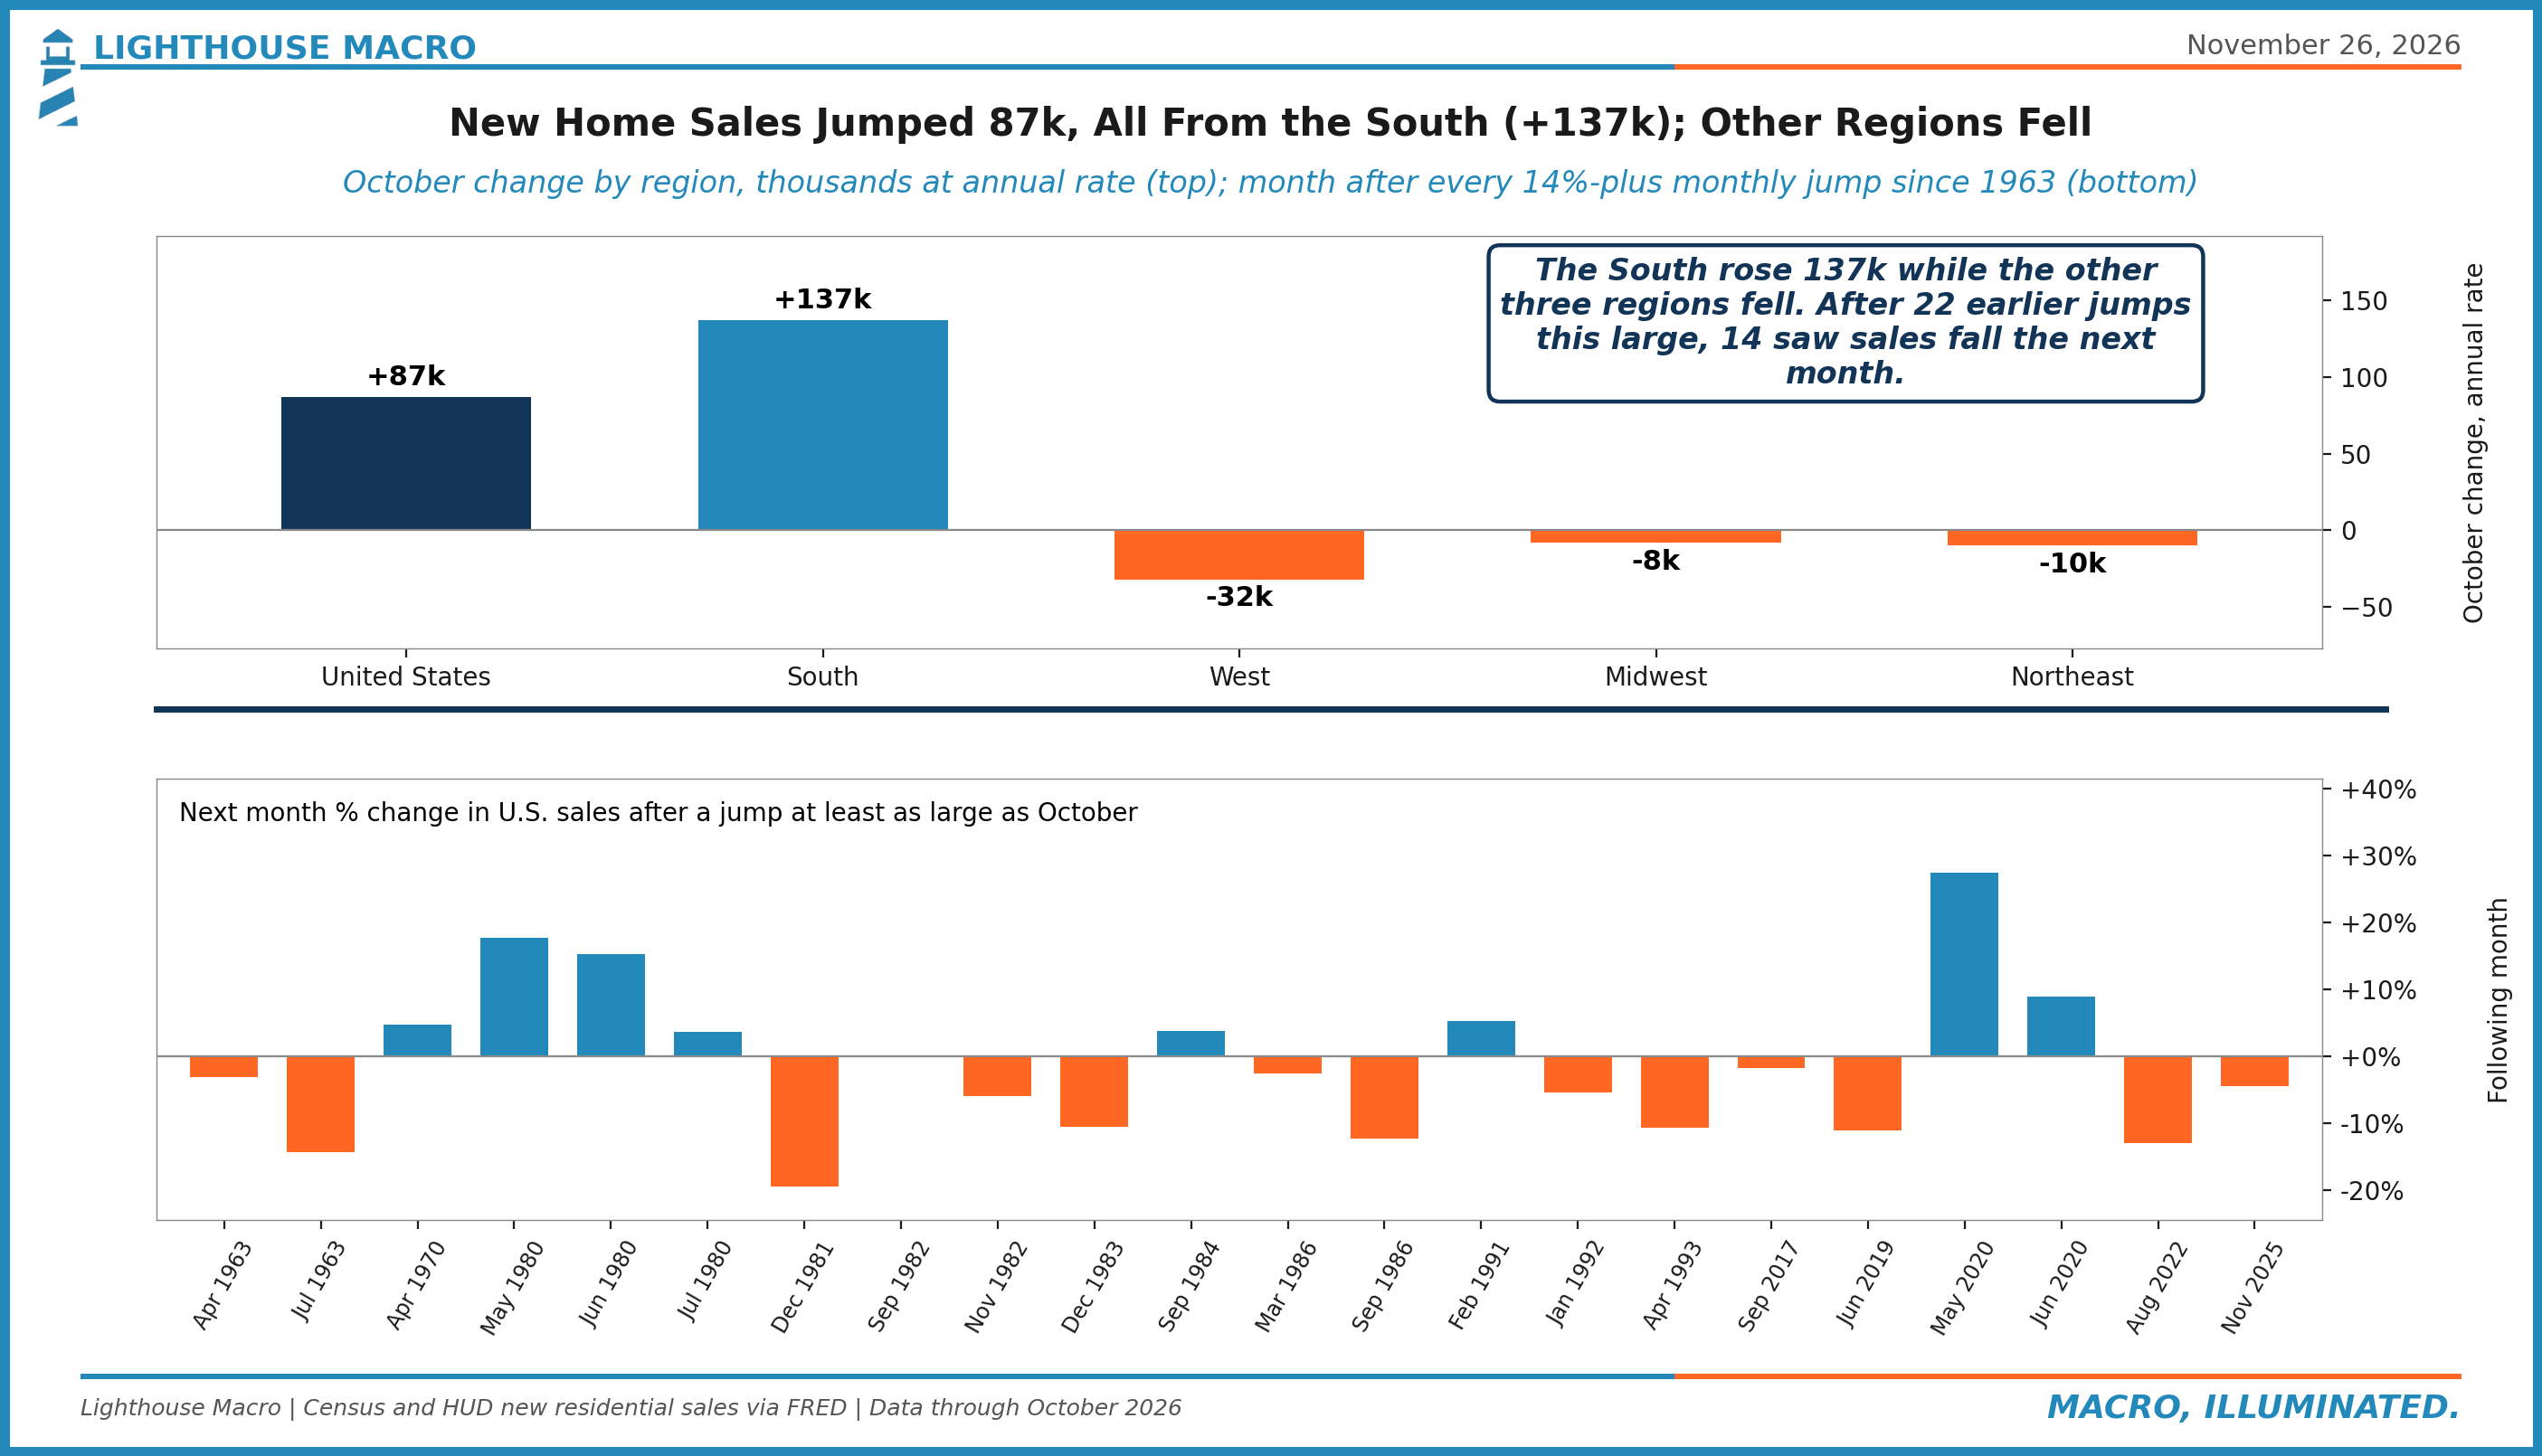 LIGHTHOUSE MACRO
November 26, 2026
New Home Sales Jumped 87k, All From the South (+137k); Other Regions Fell
October change by region, thousands at annual rate (top); month after every 14%-plus monthly jump since 1963 (bottom)
The South rose 137k while the other
three regions fell. After 22 earlier jumps
this large, 14 saw sales fall the next
month.
+87k
+137k
-32k
-8k
-10k
150
100
50
0
−50
October change, annual rate
United States
South
West
Midwest
Northeast
Next month % change in U.S. sales after a jump at least as large as October
+40%
+30%
+20%
+10%
+0%
-10%
-20%
Following month
Apr 1963
Jul 1963
Apr 1970
May 1980
Jun 1980
Jul 1980
Dec 1981
Sep 1982
Nov 1982
Dec 1983
Sep 1984
Mar 1986
Sep 1986
Feb 1991
Jan 1992
Apr 1993
Sep 2017
Jun 2019
May 2020
Jun 2020
Aug 2022
Nov 2025
Lighthouse Macro | Census and HUD new residential sales via FRED | Data through October 2026
MACRO, ILLUMINATED.